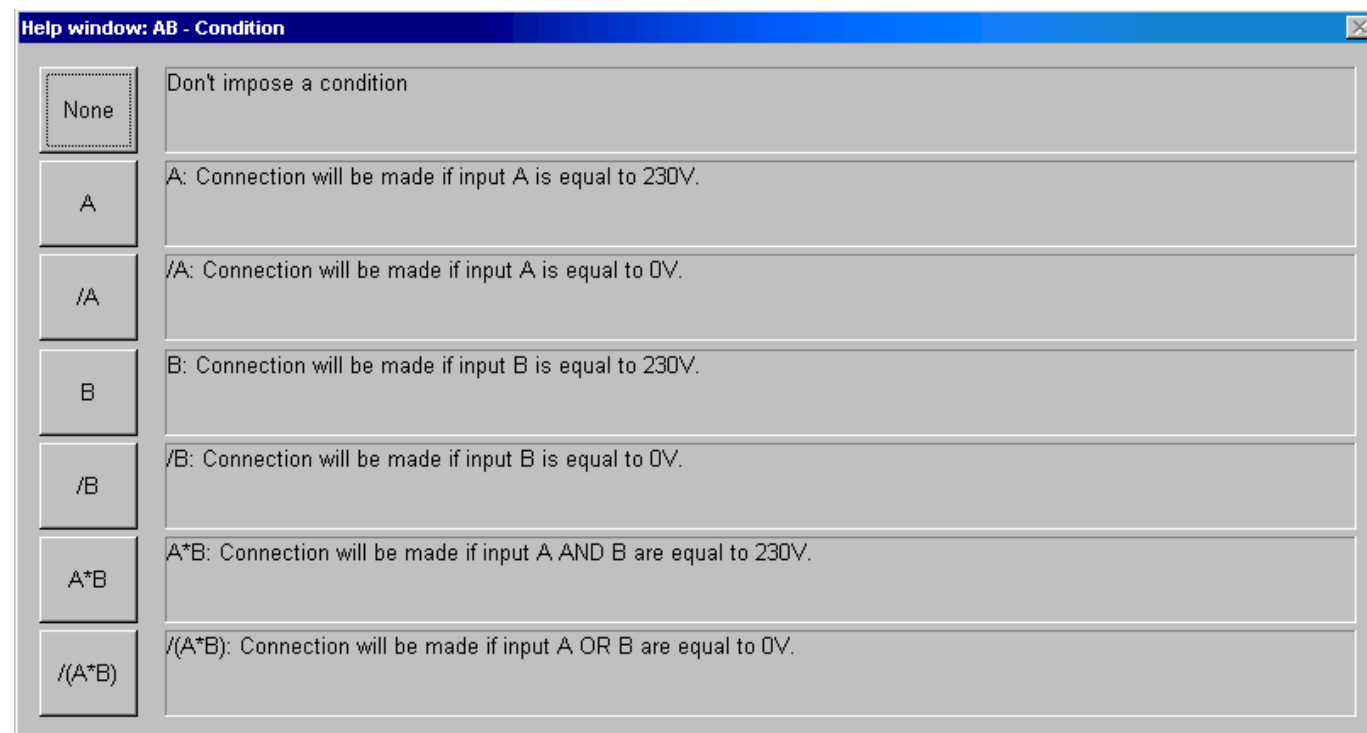 Help window: AB - Condition
None
Don't impose a condition
A
A: Connection will be made if input A is equal to 230V.
/A
/A: Connection will be made if input A is equal to 0V.
B
B: Connection will be made if input B is equal to 230V.
/B
/B: Connection will be made if input B is equal to 0V.
A*B
A*B: Connection will be made if input A AND B are equal to 230V.
/(A*B)
/(A*B): Connection will be made if input A OR B are equal to 0V.